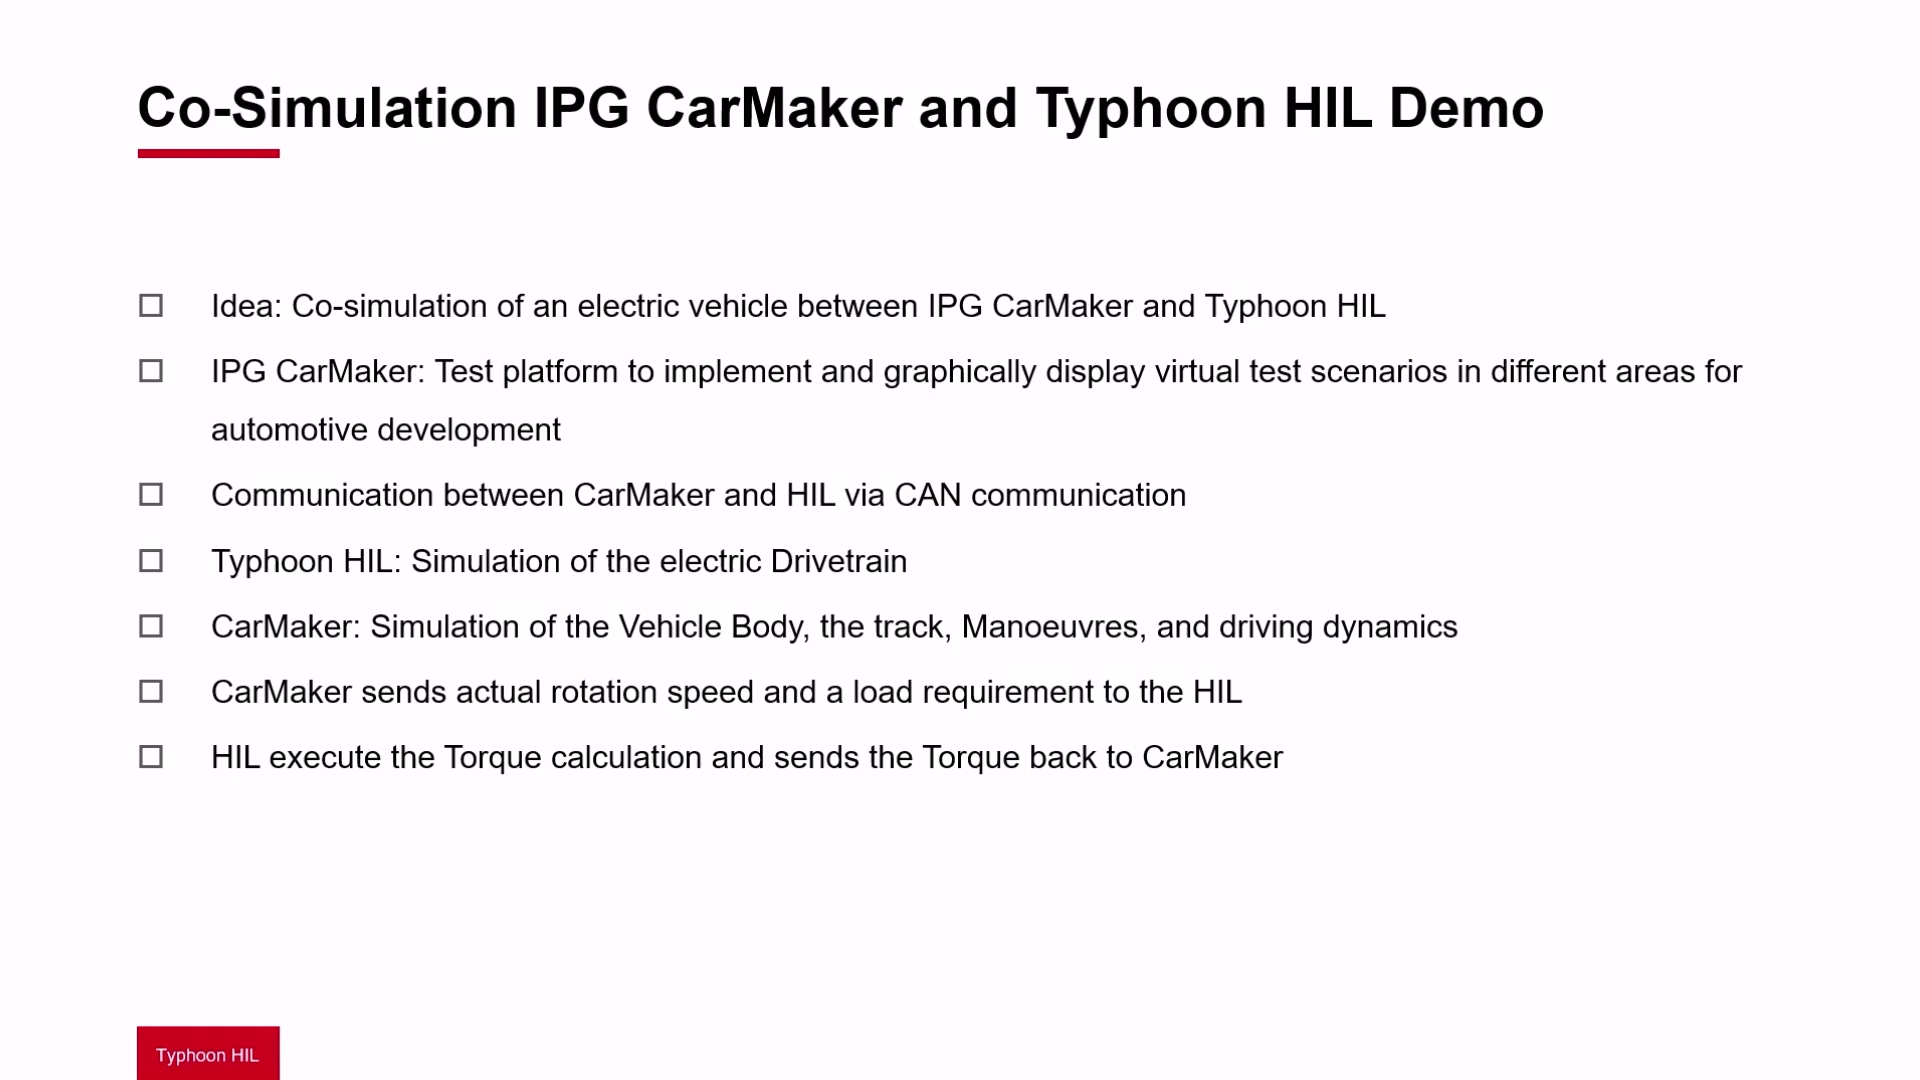 Co-Simulation IPG CarMaker and Typhoon HIL Demo
Idea: Co-simulation of an electric vehicle between IPG CarMaker and Typhoon HIL
IPG CarMaker: Test platform to implement and graphically display virtual test scenarios in different areas for
automotive development
Communication between CarMaker and HIL via CAN communication
Typhoon HIL: Simulation of the electric Drivetrain
CarMaker: Simulation of the Vehicle Body, the track, Manoeuvres, and driving dynamics
CarMaker sends actual rotation speed and a load requirement to the HIL
HIL execute the Torque calculation and sends the Torque back to CarMaker
Typhoon HIL